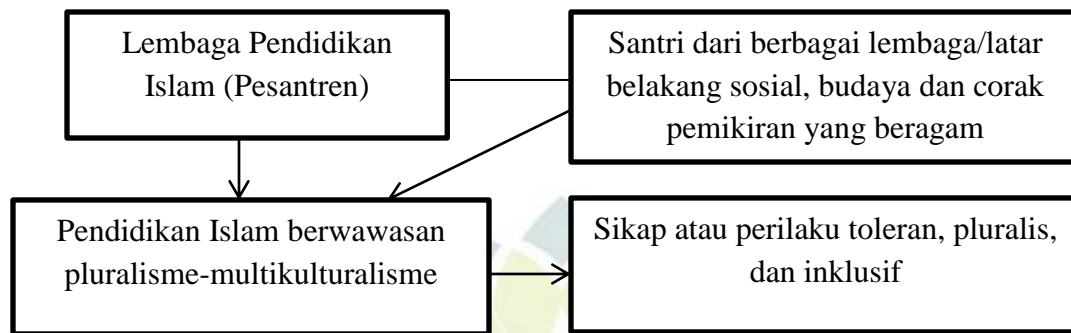 Lembaga Pendidikan
Islam (Pesantren)
Santri dari berbagai lembaga/latar
belakang sosial, budaya dan corak
pemikiran yang beragam
Pendidikan Islam berwawasan
pluralisme-multikulturalisme
Sikap atau perilaku toleran, pluralis,
dan inklusif